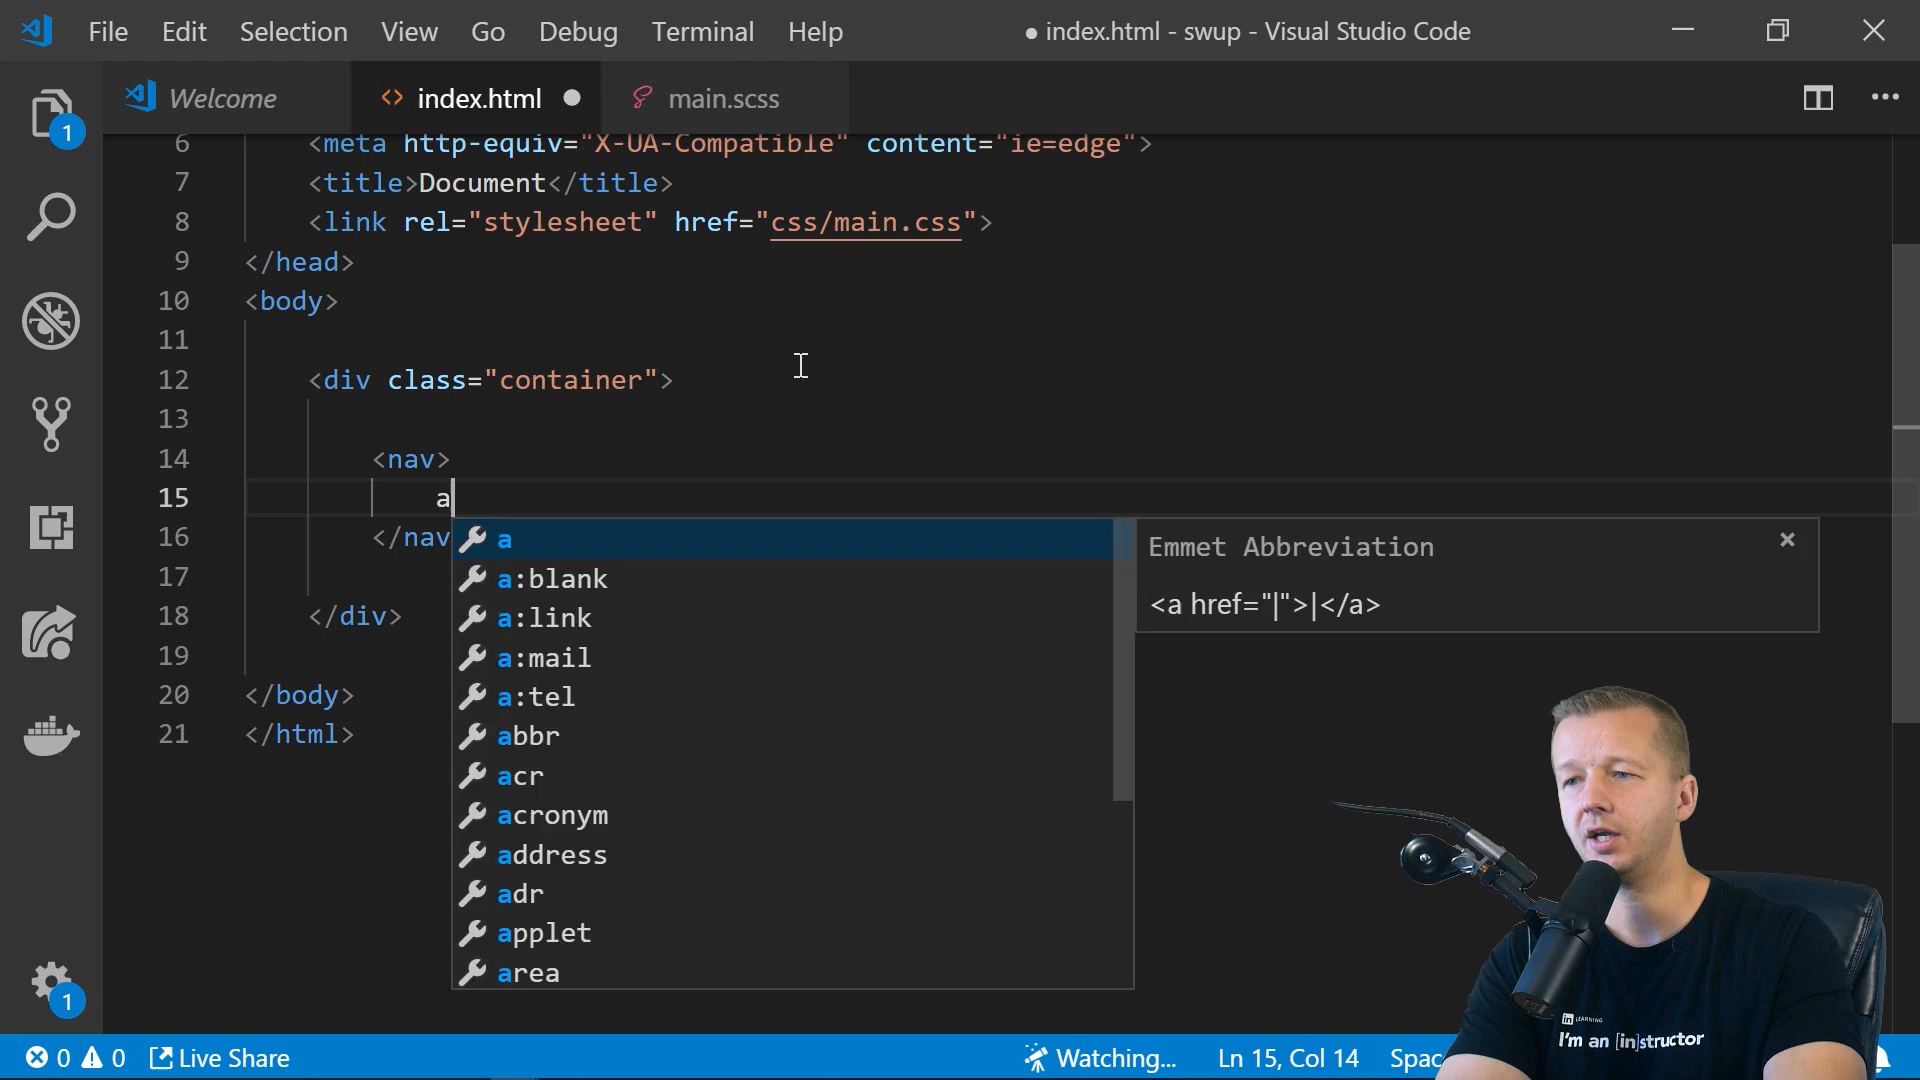 File Edit Selection View Go Debug Terminal Help ● index.html - swup - Visual Studio Code
Welcome <> index.html ● main.scss
1
6 <meta http-equiv="X-UA-Compatible" content="ie=edge">
7 <title>Document</title>
8 <link rel="stylesheet" href="css/main.css">
9 </head>
10 <body>
11
12 <div class="container">
13
14 <nav>
15 a
16 </nav
17
18 </div>
19
20 </body>
21 </html>
a
a:blank
a:link
a:mail
a:tel
abbr
acr
acronym
address
adr
applet
area
Emmet Abbreviation ×
<a href="|">|</a>
in LEARNING
I'm an [in]structor
1
0 0 Live Share Watching... Ln 15, Col 14 Spac